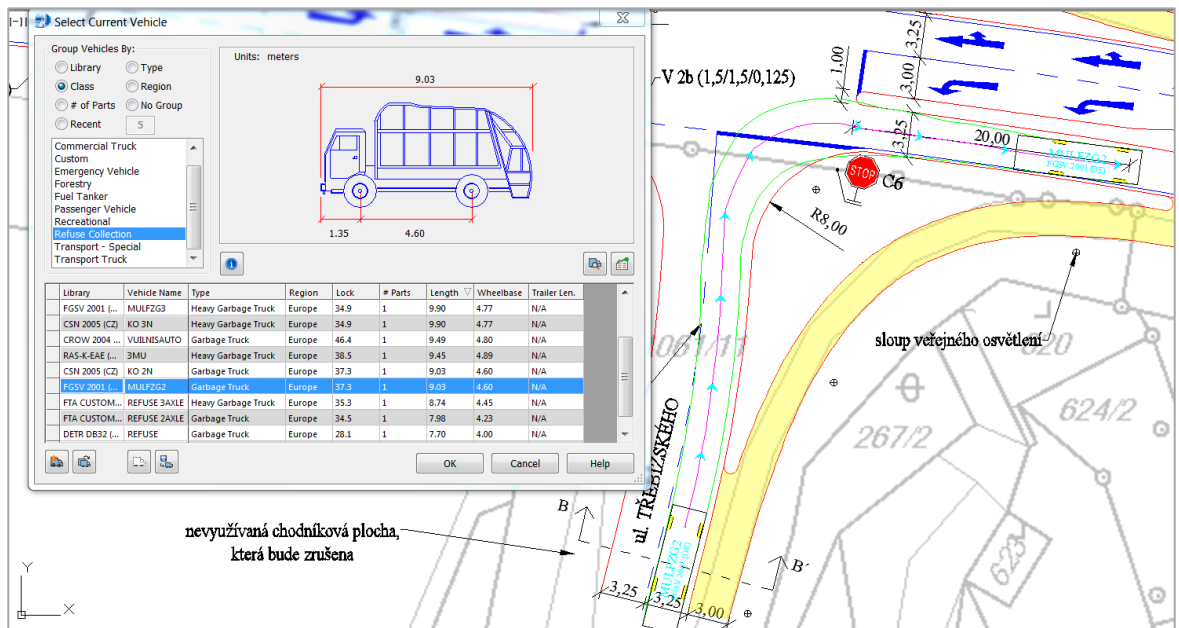 Select Current Vehicle
Group Vehicles By:
Library
Type
Class
Region
# of Parts
No Group
Recent
5
Commercial Truck
Custom
Emergency Vehicle
Forestry
Fuel Tanker
Passenger Vehicle
Recreational
Refuse Collection
Transport - Special
Transport Truck
Units: meters
9.03
1.35
4.60
Library Vehicle Name Type Region Lock # Parts Length Wheelbase Trailer Len.
FGSV 2001 (... MULFZG3 Heavy Garbage Truck Europe 34.9 1 9.90 4.77 N/A
CSN 2005 (CZ) KO 3N Heavy Garbage Truck Europe 34.9 1 9.90 4.77 N/A
CROW 2004 ... VUILNISAUTO Garbage Truck Europe 46.4 1 9.49 4.80 N/A
RAS-K-EAE (... 3MU Heavy Garbage Truck Europe 38.5 1 9.45 4.89 N/A
CSN 2005 (CZ) KO 2N Garbage Truck Europe 37.3 1 9.03 4.60 N/A
FGSV 2001 (... MULFZG2 Garbage Truck Europe 37.3 1 9.03 4.60 N/A
FTA CUSTOM... REFUSE 3AXLE Heavy Garbage Truck Europe 35.3 1 8.74 4.45 N/A
FTA CUSTOM... REFUSE 2AXLE Garbage Truck Europe 34.5 1 7.98 4.23 N/A
DETR DB32 (... REFUSE Garbage Truck Europe 28.1 1 7.70 4.00 N/A
OK
Cancel
Help
V 2b (1,5/1,5/0,125)
1,00
3,25
3,00
3,25
20,00
MULFZG2
FGSV 2001 (DE)
STOP
C6
R8,00
sloup veřejného osvětlení
620
624/2
267/2
623
ul. TŘEBÍZSKÉHO
nevyužívaná chodníková plocha,
která bude zrušena
B
B´
MULFZG2
3,25
3,25
3,00
Y
X